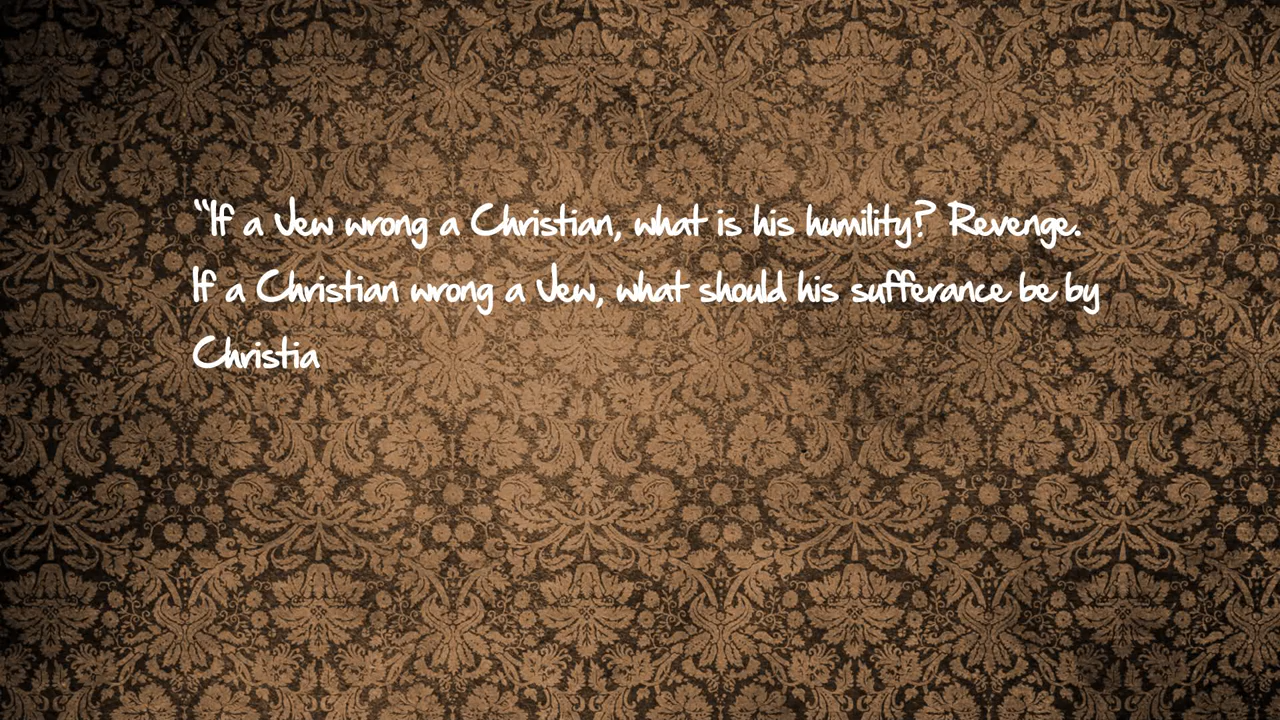 “If a Jew wrong a Christian, what is his humility? Revenge.
If a Christian wrong a Jew, what should his sufferance be by
Christia